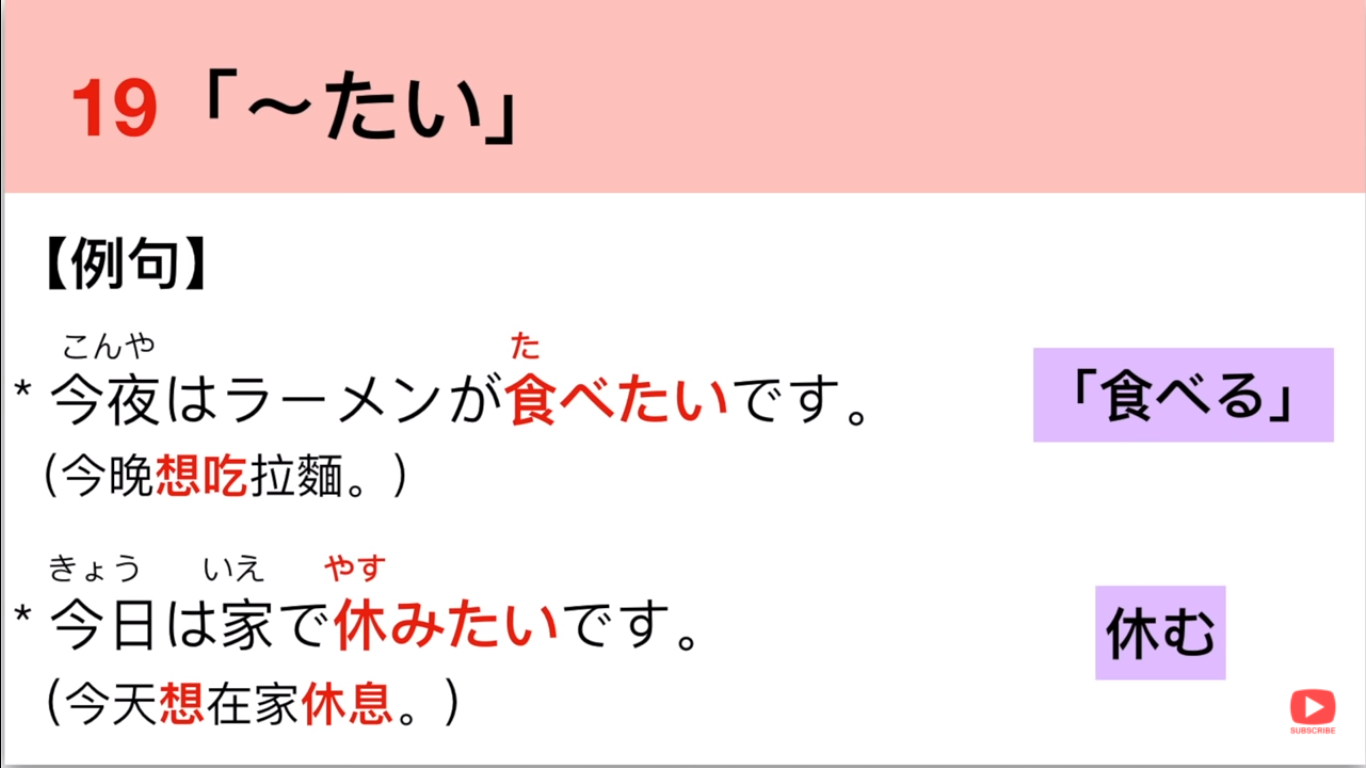 19「～たい」
【例句】
こんや た
* 今夜はラーメンが食べたいです。
「食べる」
（今晚想吃拉麵。）
きょう いえ やす
* 今日は家で休みたいです。
休む
（今天想在家休息。）
SUBSCRIBE